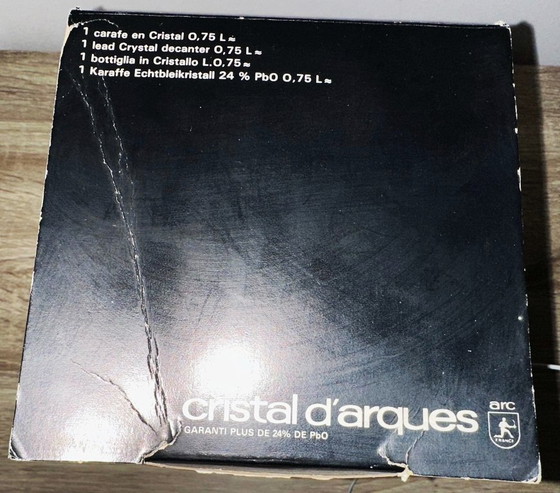 1 carafe en Cristal 0,75 L≈
1 lead Crystal decanter 0,75 L≈
1 bottiglia in Cristallo L.0,75≈
1 Karaffe Echtbleikristall 24 % PbO 0,75 L≈
cristal d'arques
GARANTI PLUS DE 24% DE PbO
arc
FRANCE